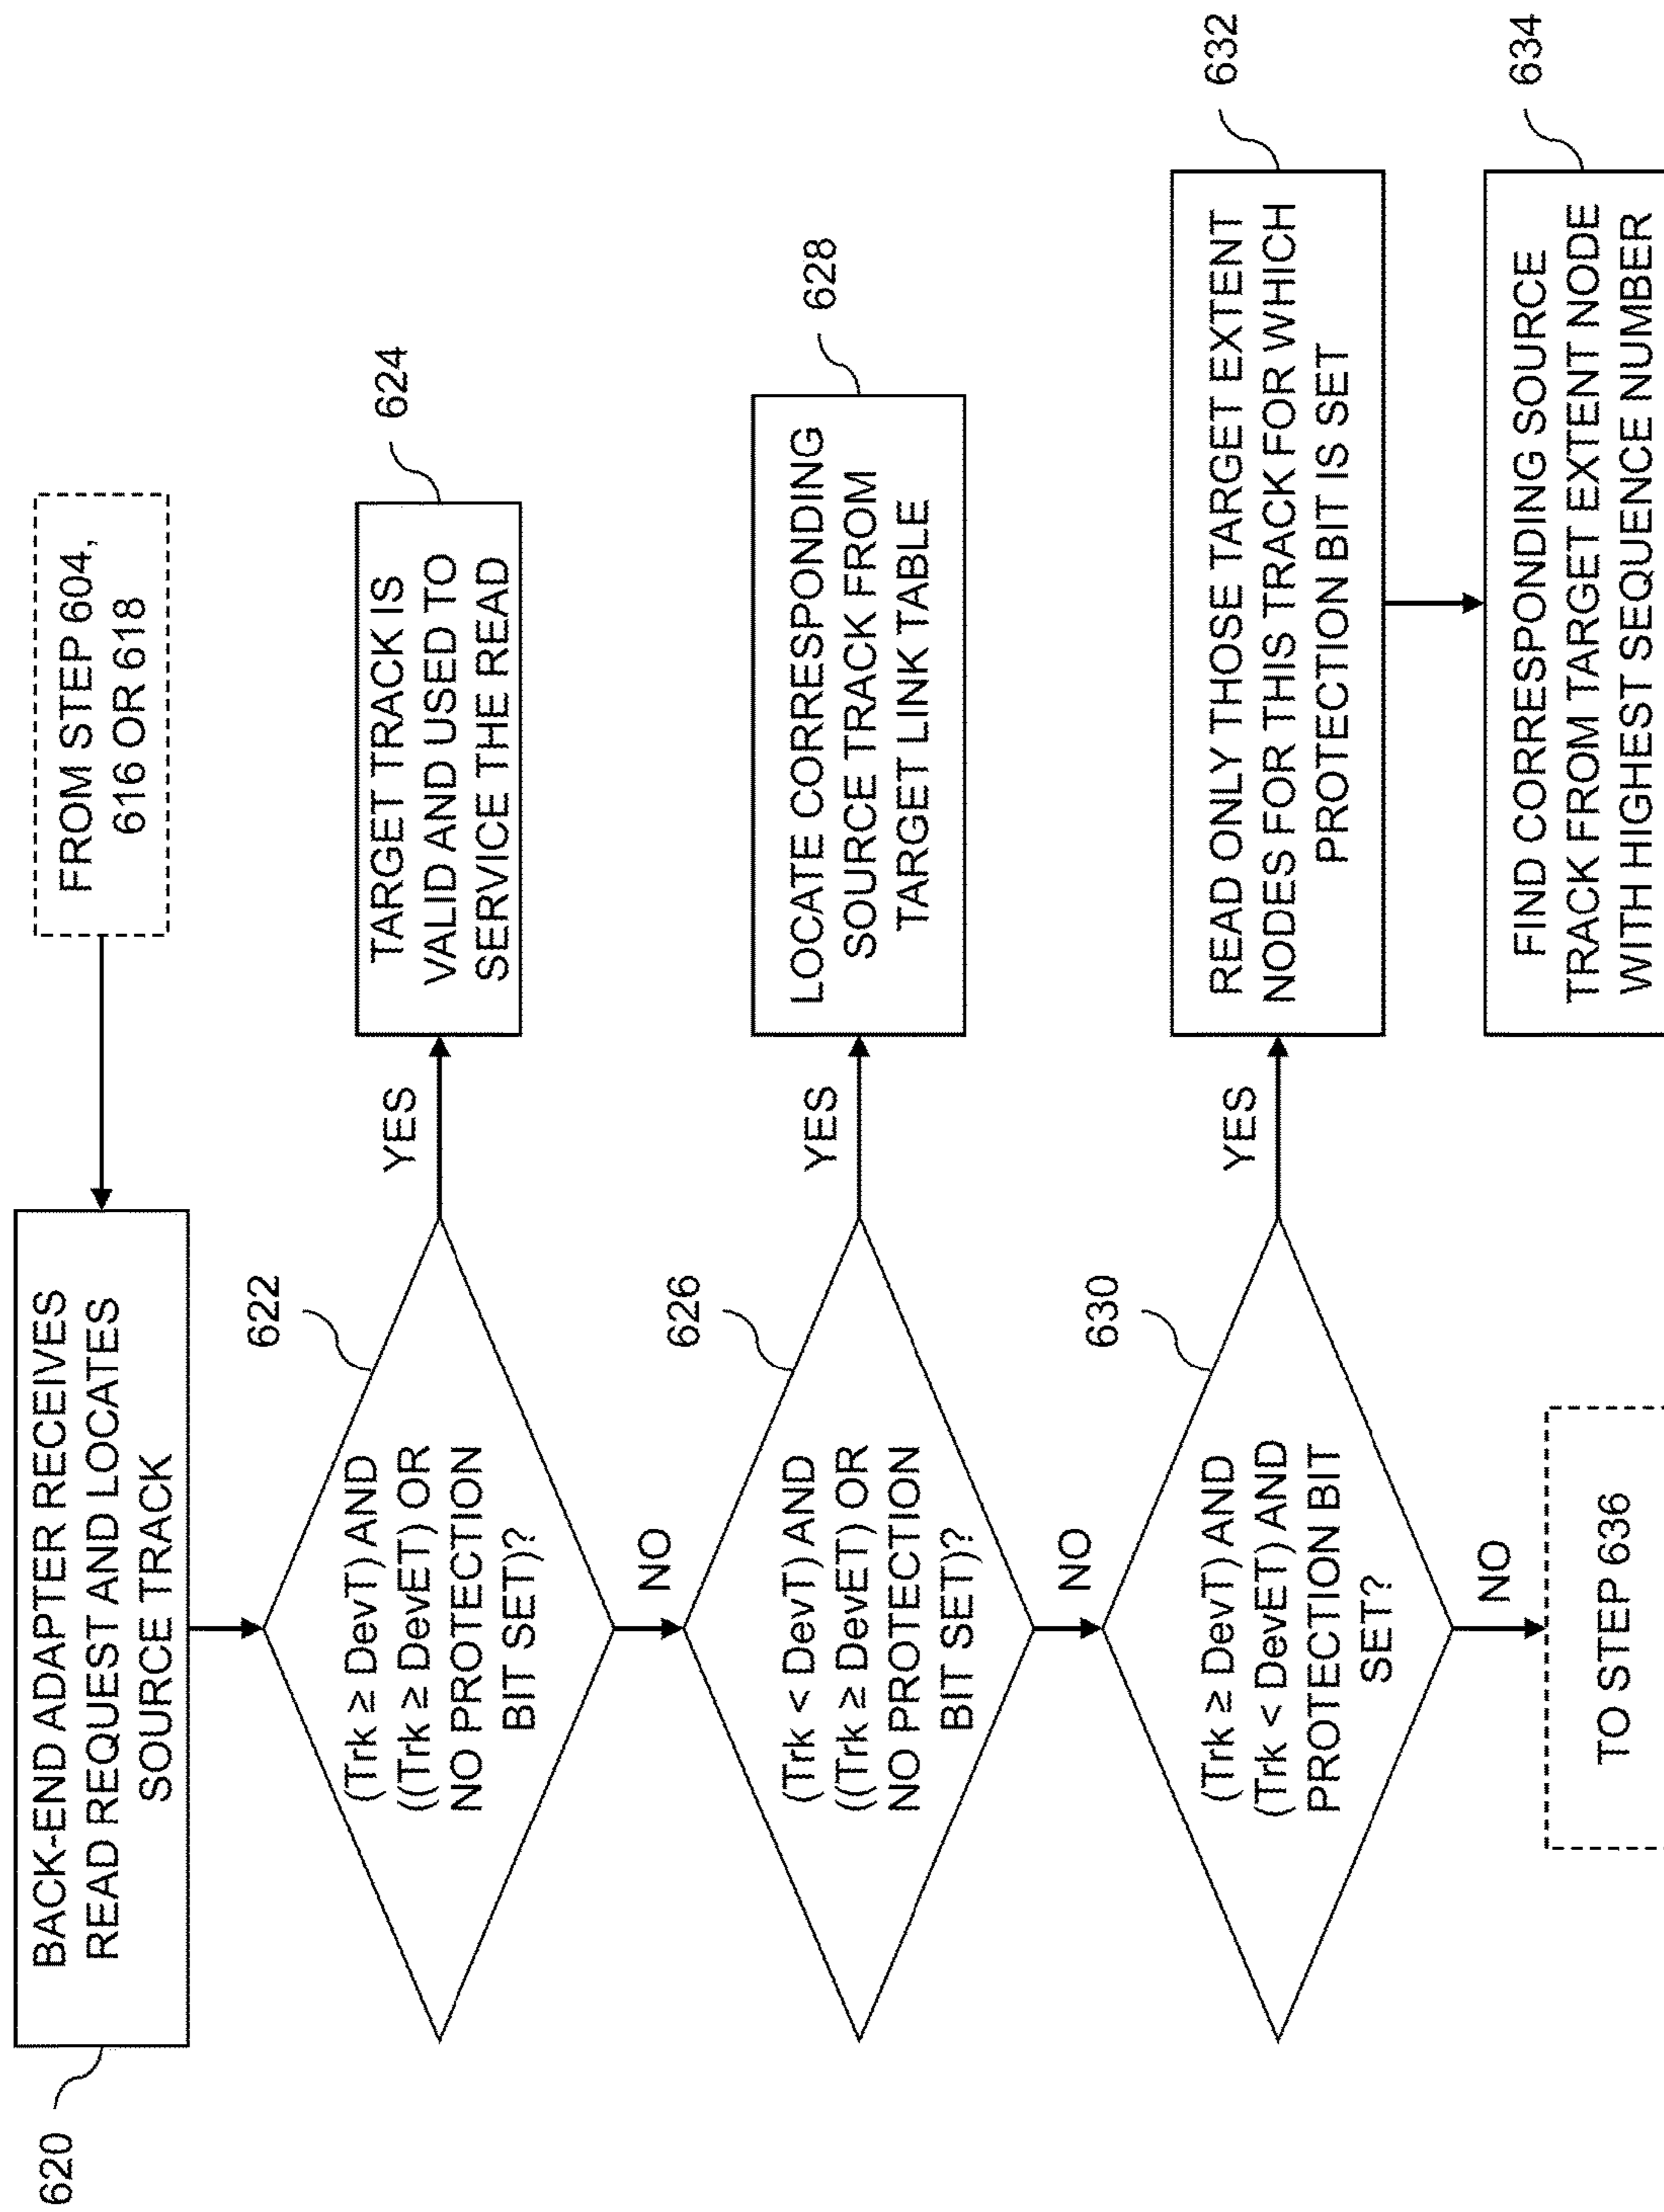 FROM STEP 604,
616 OR 618
BACK-END ADAPTER RECEIVES
READ REQUEST AND LOCATES
SOURCE TRACK
620
622
(Trk ≥ DevT) AND
((Trk ≥ DevET) OR
NO PROTECTION
BIT SET)?
YES
624
TARGET TRACK IS
VALID AND USED TO
SERVICE THE READ
NO
626
(Trk < DevT) AND
((Trk ≥ DevET) OR
NO PROTECTION
BIT SET)?
YES
628
LOCATE CORRESPONDING
SOURCE TRACK FROM
TARGET LINK TABLE
NO
630
(Trk ≥ DevT) AND
(Trk < DevET) AND
PROTECTION BIT
SET?
YES
632
READ ONLY THOSE TARGET EXTENT
NODES FOR THIS TRACK FOR WHICH
PROTECTION BIT IS SET
634
FIND CORRESPONDING SOURCE
TRACK FROM TARGET EXTENT NODE
WITH HIGHEST SEQUENCE NUMBER
NO
TO STEP 636